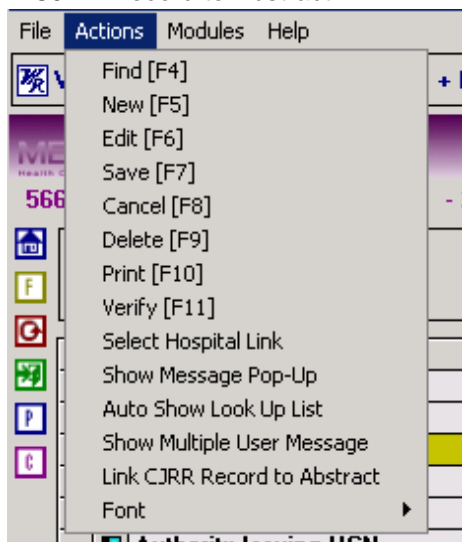 File Actions Modules Help
Find [F4]
New [F5]
Edit [F6]
Save [F7]
Cancel [F8]
Delete [F9]
Print [F10]
Verify [F11]
Select Hospital Link
Show Message Pop-Up
Auto Show Look Up List
Show Multiple User Message
Link CJRR Record to Abstract
Font
566
F
P
C